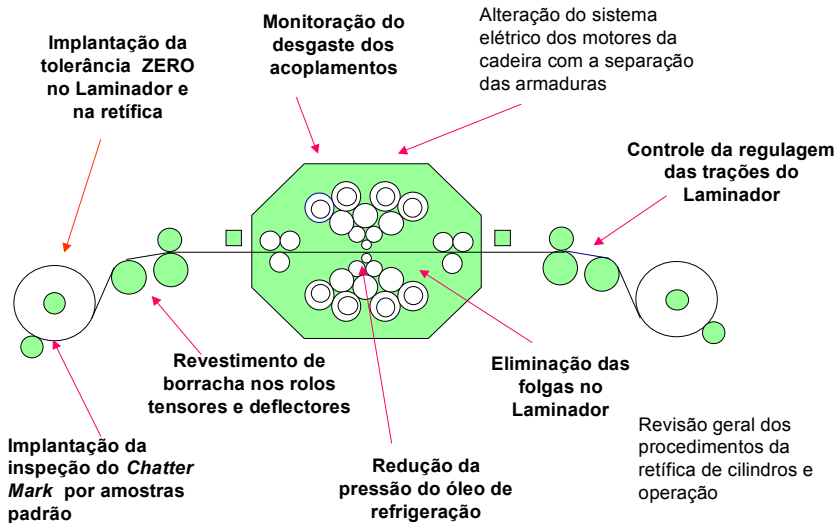 Implantação da
tolerância ZERO
no Laminador e
na retífica
Monitoração do
desgaste dos
acoplamentos
Alteração do sistema
elétrico dos motores da
cadeira com a separação
das armaduras
Controle da regulagem
das trações do
Laminador
Revestimento de
borracha nos rolos
tensores e deflectores
Eliminação das
folgas no
Laminador
Implantação da
inspeção do Chatter
Mark por amostras
padrão
Redução da
pressão do óleo de
refrigeração
Revisão geral dos
procedimentos da
retífica de cilindros e
operação